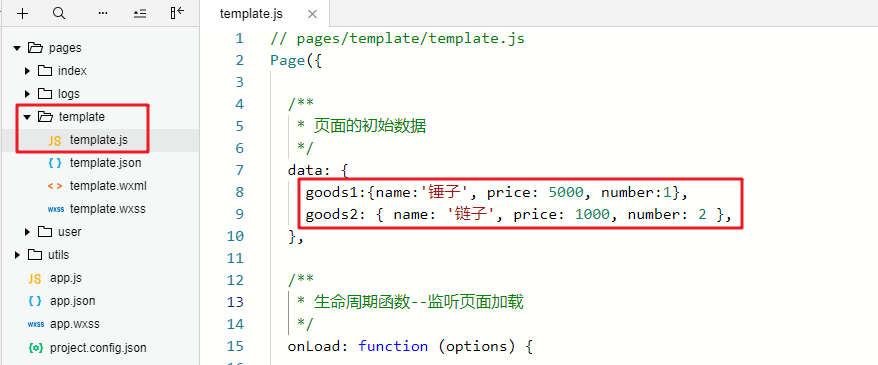 template.js ×
pages
index
logs
template
JS template.js
{ } template.json
< > template.wxml
wxss template.wxss
user
utils
JS app.js
{ } app.json
wxss app.wxss
{o} project.config.json
1 // pages/template/template.js
2 Page({
3
4 /**
5 * 页面的初始数据
6 */
7 data: {
8 goods1:{name:'锤子', price: 5000, number:1},
9 goods2: { name: '链子', price: 1000, number: 2 },
10 },
11
12 /**
13 * 生命周期函数--监听页面加载
14 */
15 onLoad: function (options) {